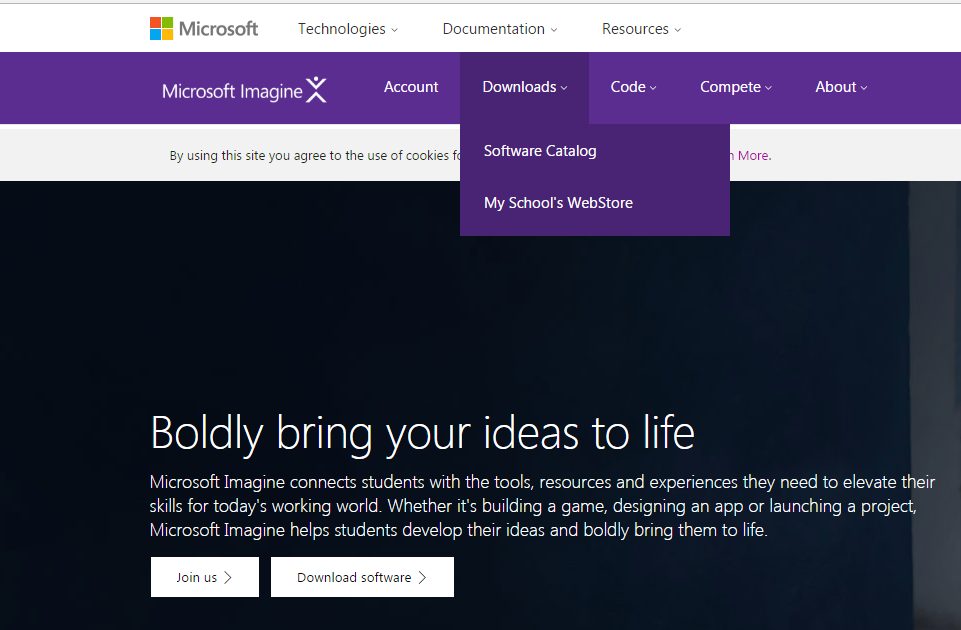 Microsoft Technologies Documentation Resources
Microsoft Imagine Account Downloads Code Compete About
By using this site you agree to the use of cookies More.
Software Catalog
My School's WebStore
Boldly bring your ideas to life
Microsoft Imagine connects students with the tools, resources and experiences they need to elevate their
skills for today's working world. Whether it's building a game, designing an app or launching a project,
Microsoft Imagine helps students develop their ideas and boldly bring them to life.
Join us Download software